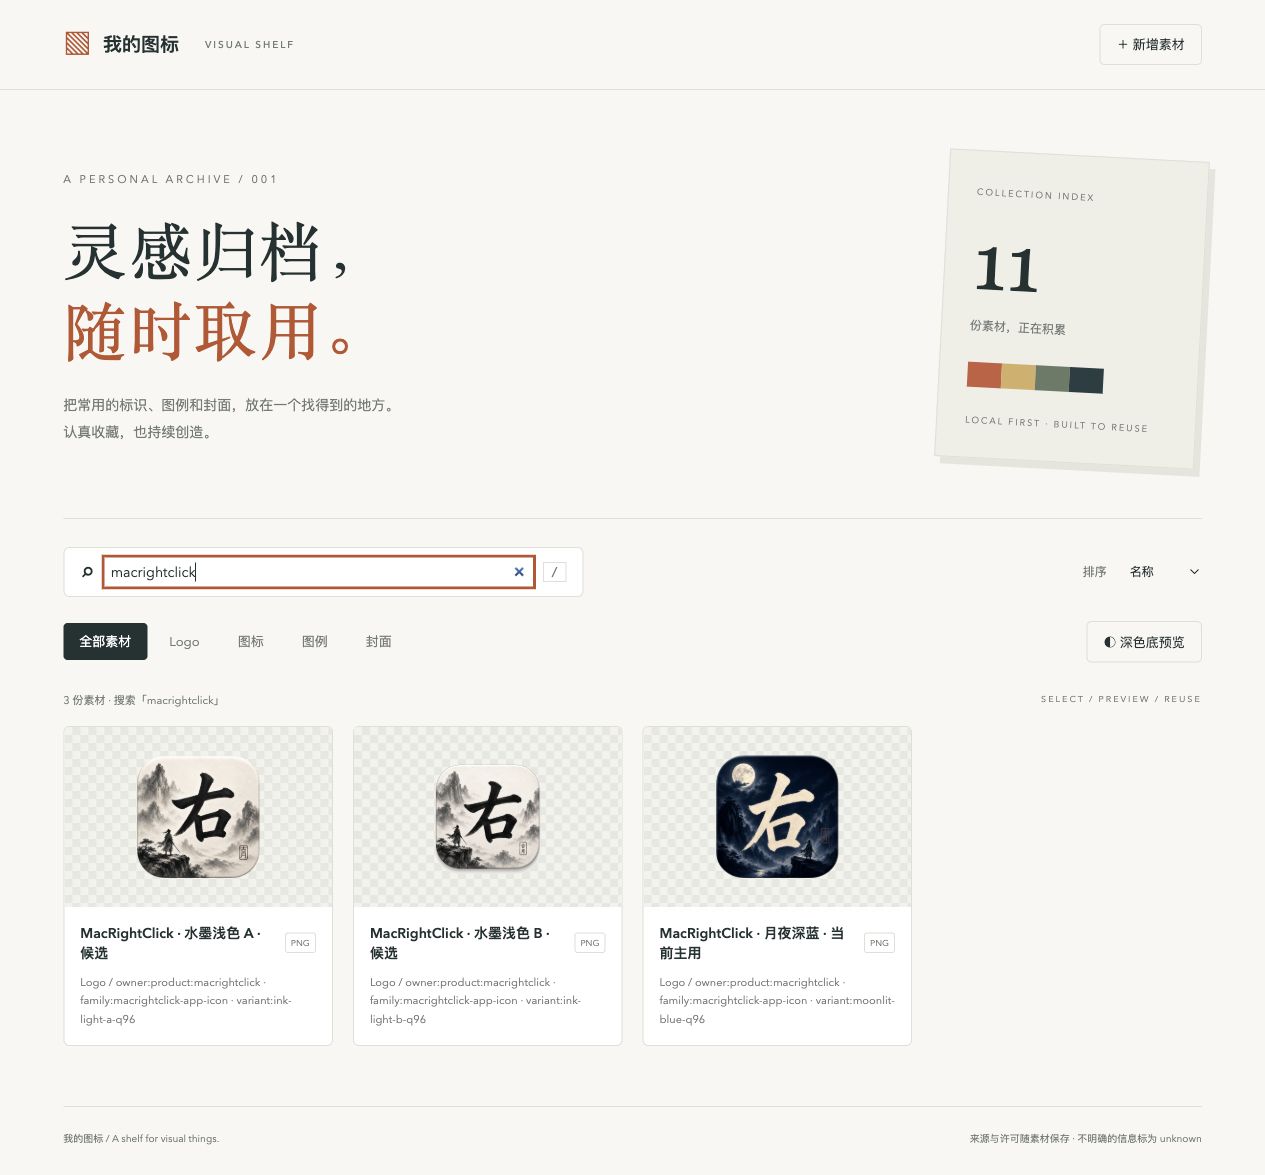 我的图标
VISUAL SHELF
+ 新增素材
A PERSONAL ARCHIVE / 001
灵感归档，
随时取用。
把常用的标识、图例和封面，放在一个找得到的地方。
认真收藏，也持续创造。
COLLECTION INDEX
11
份素材，正在积累
LOCAL FIRST · BUILT TO REUSE
macrightclick
/
排序
名称
全部素材
Logo
图标
图例
封面
深色底预览
3 份素材 · 搜索「macrightclick」
SELECT / PREVIEW / REUSE
右
右
右
MacRightClick · 水墨浅色 A ·
候选
PNG
Logo / owner:product:macrightclick ·
family:macrightclick-app-icon · variant:ink-
light-a-q96
MacRightClick · 水墨浅色 B ·
候选
PNG
Logo / owner:product:macrightclick ·
family:macrightclick-app-icon · variant:ink-
light-b-q96
MacRightClick · 月夜深蓝 · 当
前主用
PNG
Logo / owner:product:macrightclick ·
family:macrightclick-app-icon · variant:moonlit-
blue-q96
我的图标 / A shelf for visual things.
来源与许可随素材保存 · 不明确的信息标为 unknown